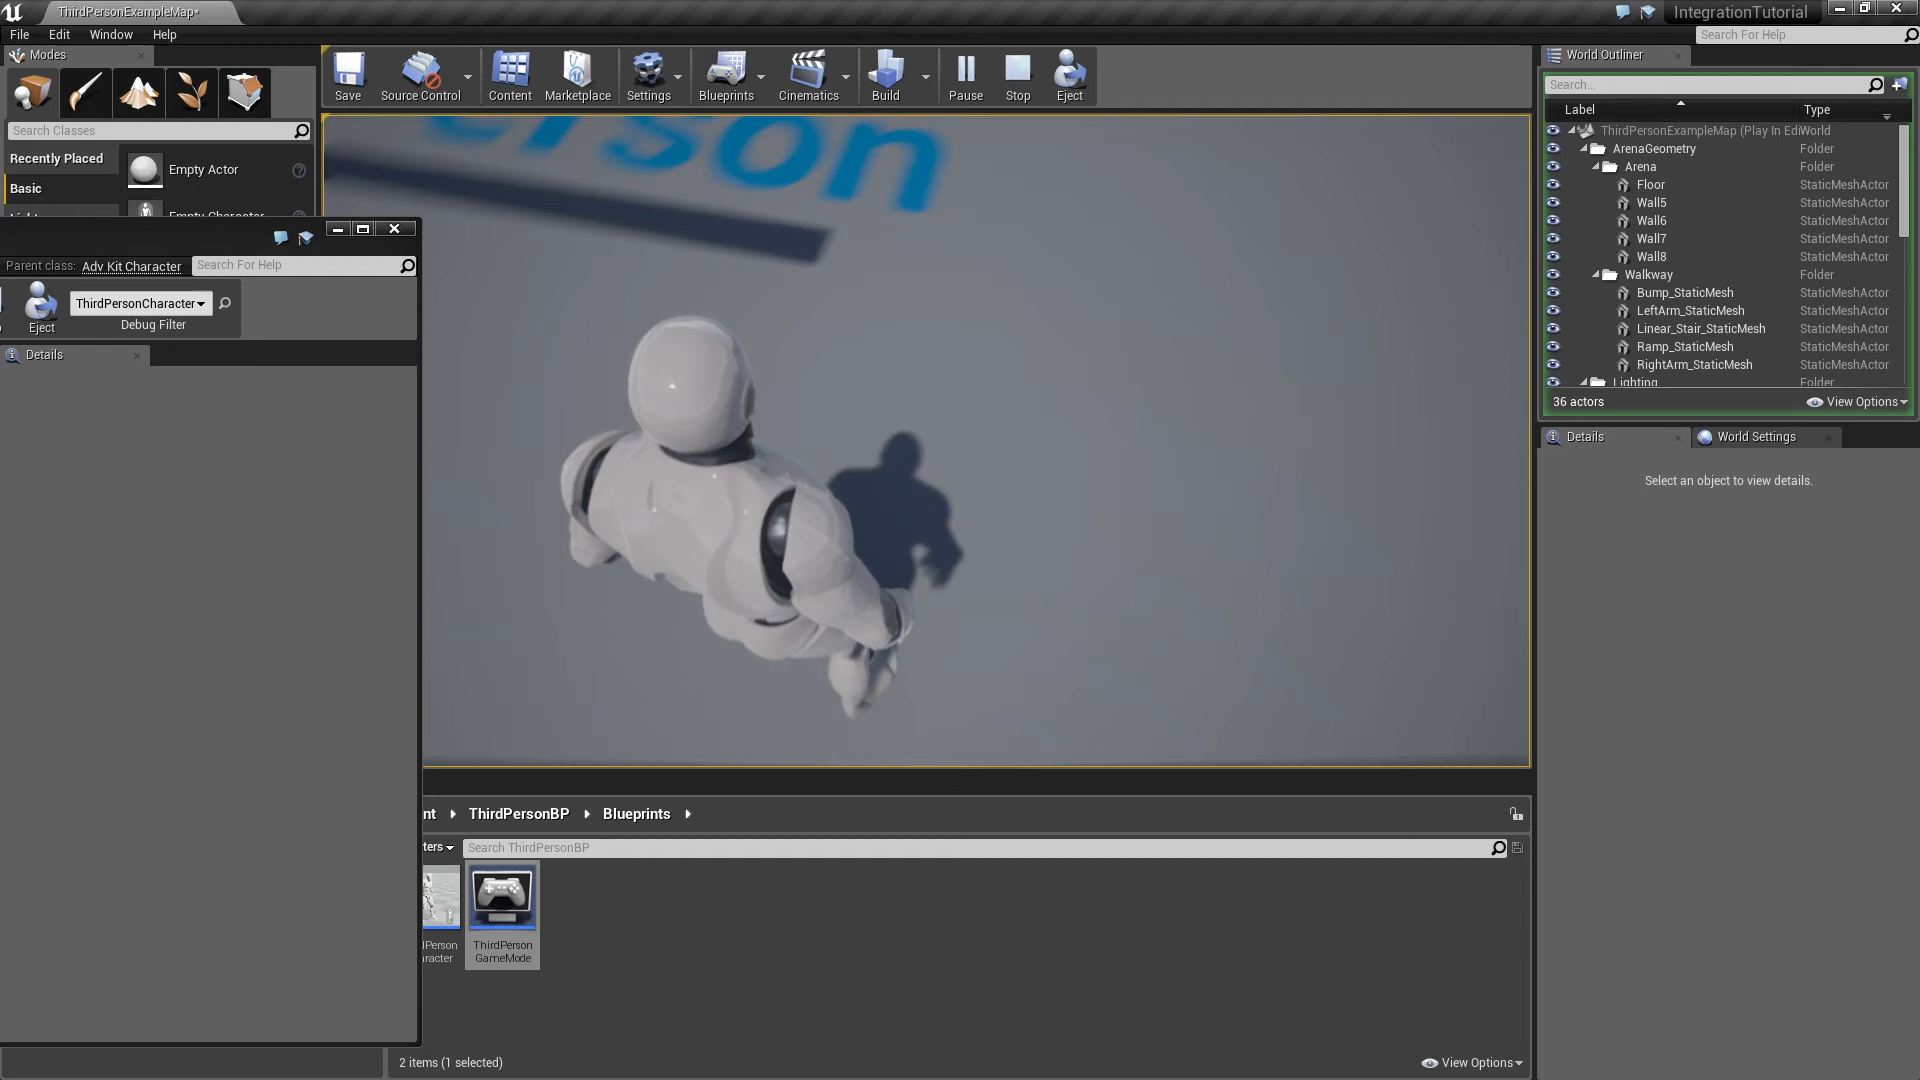 ThirdPersonExampleMap*
IntegrationTutorial
File Edit Window Help
Search For Help
Modes
Save
Source Control
Content
Marketplace
Settings
Blueprints
Cinematics
Build
Pause
Stop
Eject
World Outliner
Search...
Label Type
Search Classes
Recently Placed
Basic
Empty Actor
ThirdPersonExampleMap (Play In Edi World
ArenaGeometry Folder
Arena Folder
Floor StaticMeshActor
Wall5 StaticMeshActor
Wall6 StaticMeshActor
Wall7 StaticMeshActor
Wall8 StaticMeshActor
Walkway Folder
Bump_StaticMesh StaticMeshActor
LeftArm_StaticMesh StaticMeshActor
Linear_Stair_StaticMesh StaticMeshActor
Ramp_StaticMesh StaticMeshActor
RightArm_StaticMesh StaticMeshActor
Lighting Folder
36 actors
View Options
erson
Parent class: Adv Kit Character
Search For Help
Eject
ThirdPersonCharacter
Debug Filter
Details
Details
World Settings
Select an object to view details.
nt ThirdPersonBP Blueprints
ters
Search ThirdPersonBP
dPerson
aracter
ThirdPerson
GameMode
2 items (1 selected)
View Options